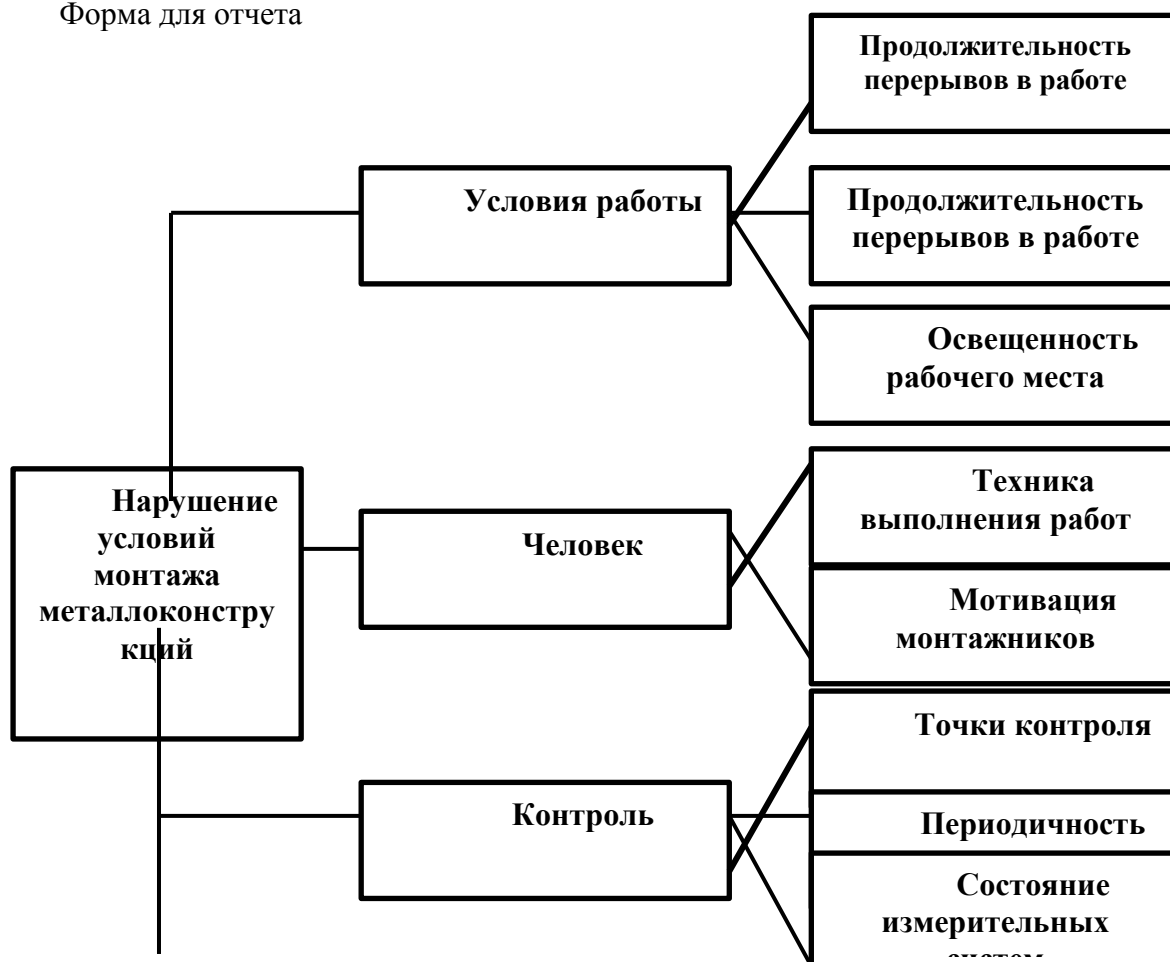 Форма для отчета
Продолжительность
перерывов в работе
Условия работы
Продолжительность
перерывов в работе
Освещенность
рабочего места
Нарушение
условий
монтажа
металлоконстру
кций
Человек
Техника
выполнения работ
Мотивация
монтажников
Контроль
Точки контроля
Периодичность
Состояние
измерительных
систем